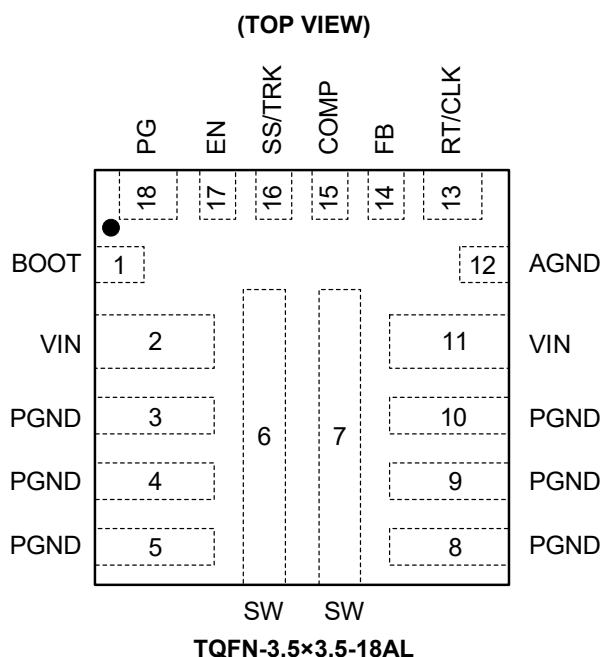 (TOP VIEW)
PG
EN
SS/TRK
COMP
FB
RT/CLK
18
17
16
15
14
13
BOOT 1 12 AGND
VIN 2 11 VIN
PGND 3 10 PGND
6 7
PGND 4 9 PGND
PGND 5 8 PGND
SW SW
TQFN-3.5×3.5-18AL